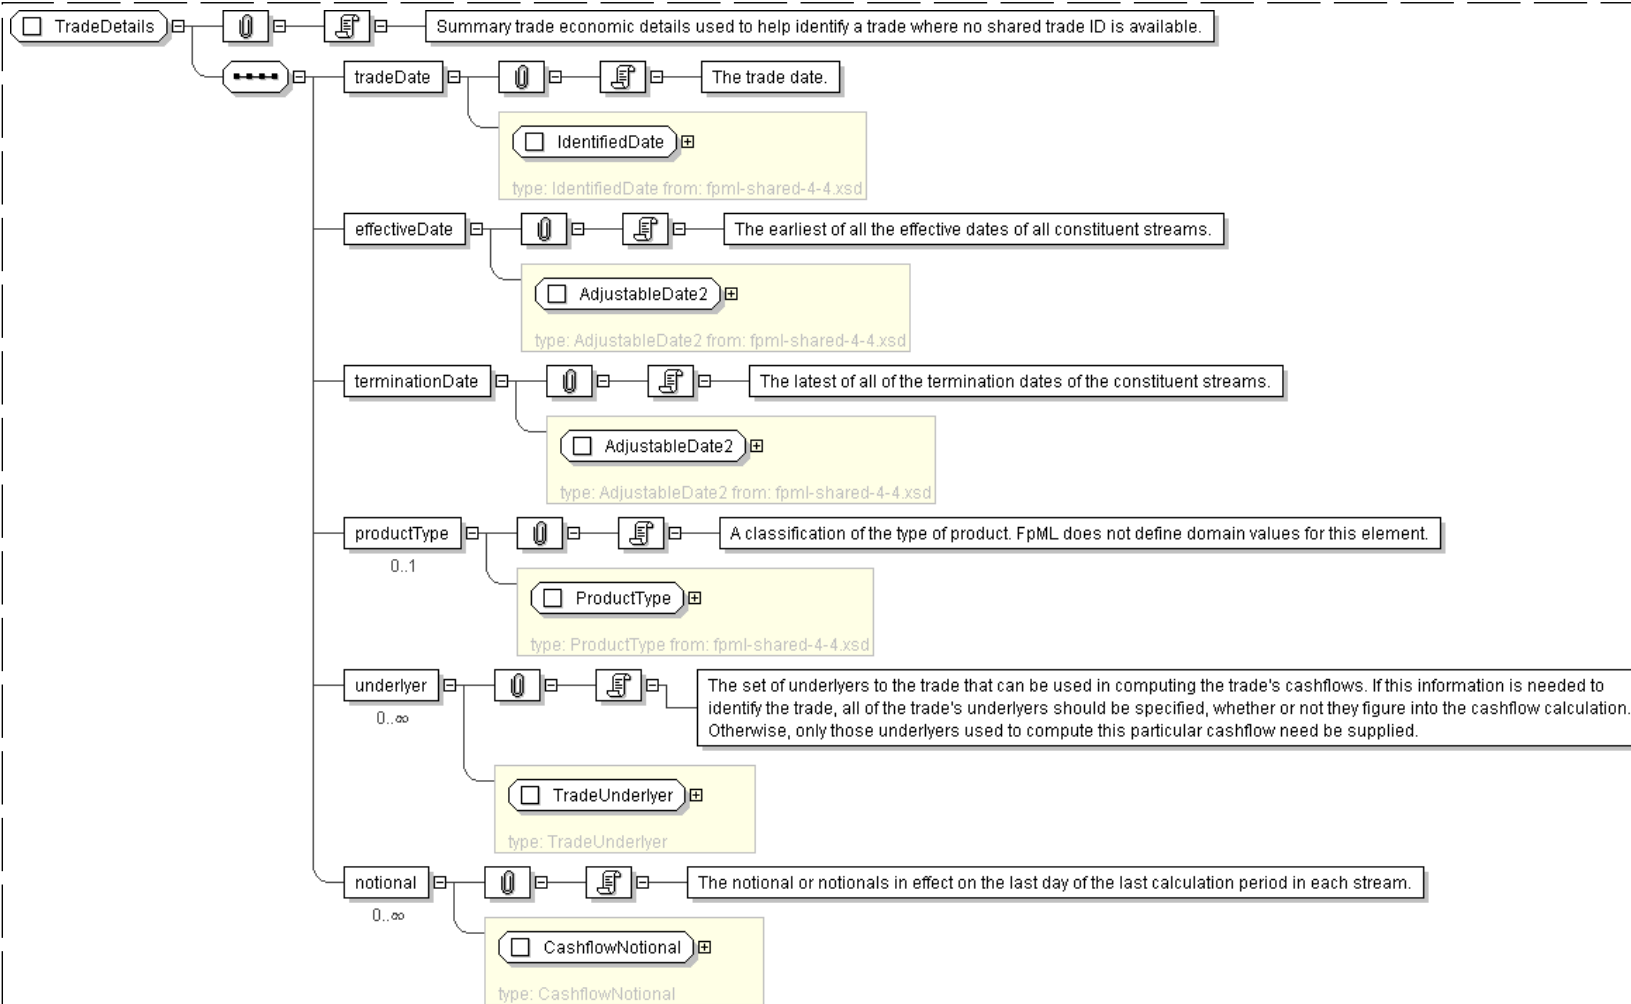 TradeDetails
Summary trade economic details used to help identify a trade where no shared trade ID is available.
tradeDate
The trade date.
IdentifiedDate
type: IdentifiedDate from: fpml-shared-4-4.xsd
effectiveDate
The earliest of all the effective dates of all constituent streams.
AdjustableDate2
type: AdjustableDate2 from: fpml-shared-4-4.xsd
terminationDate
The latest of all of the termination dates of the constituent streams.
AdjustableDate2
type: AdjustableDate2 from: fpml-shared-4-4.xsd
productType
A classification of the type of product. FpML does not define domain values for this element.
0..1
ProductType
type: ProductType from: fpml-shared-4-4.xsd
underlyer
The set of underlyers to the trade that can be used in computing the trade's cashflows. If this information is needed to
identify the trade, all of the trade's underlyers should be specified, whether or not they figure into the cashflow calculation.
Otherwise, only those underlyers used to compute this particular cashflow need be supplied.
0..∞
TradeUnderlyer
type: TradeUnderlyer
notional
The notional or notionals in effect on the last day of the last calculation period in each stream.
0..∞
CashflowNotional
type: CashflowNotional